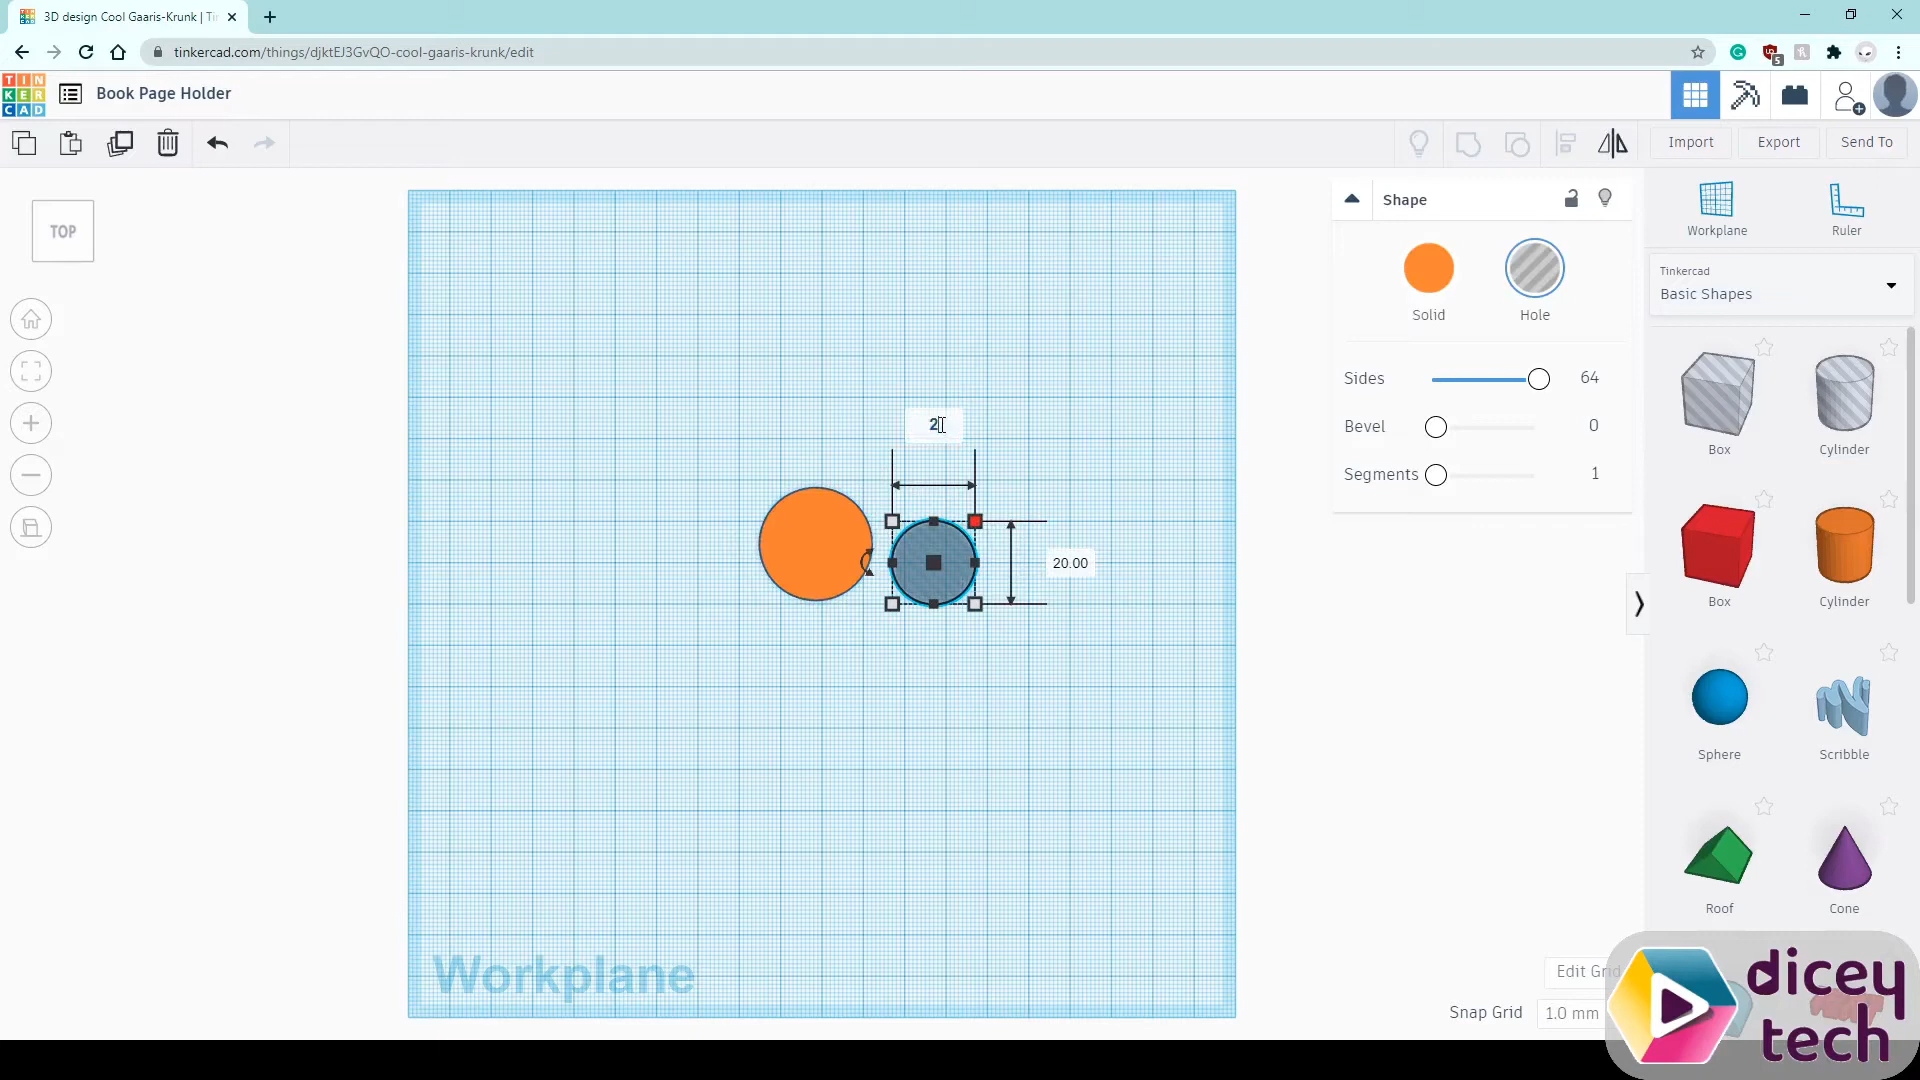 3D design Cool Gaaris-Krunk | Tin
tinkercad.com/things/djktEJ3GvQO-cool-gaaris-krunk/edit
5
TIN
KER
CAD
Book Page Holder
Import
Export
Send To
TOP
Shape
Solid
Hole
Sides
64
Bevel
0
Segments
1
Workplane
Ruler
Tinkercad
Basic Shapes
Box
Cylinder
Box
Cylinder
Sphere
Scribble
Roof
Cone
2
20.00
Workplane
Edit Grid
Snap Grid
1.0 mm
dicey
tech